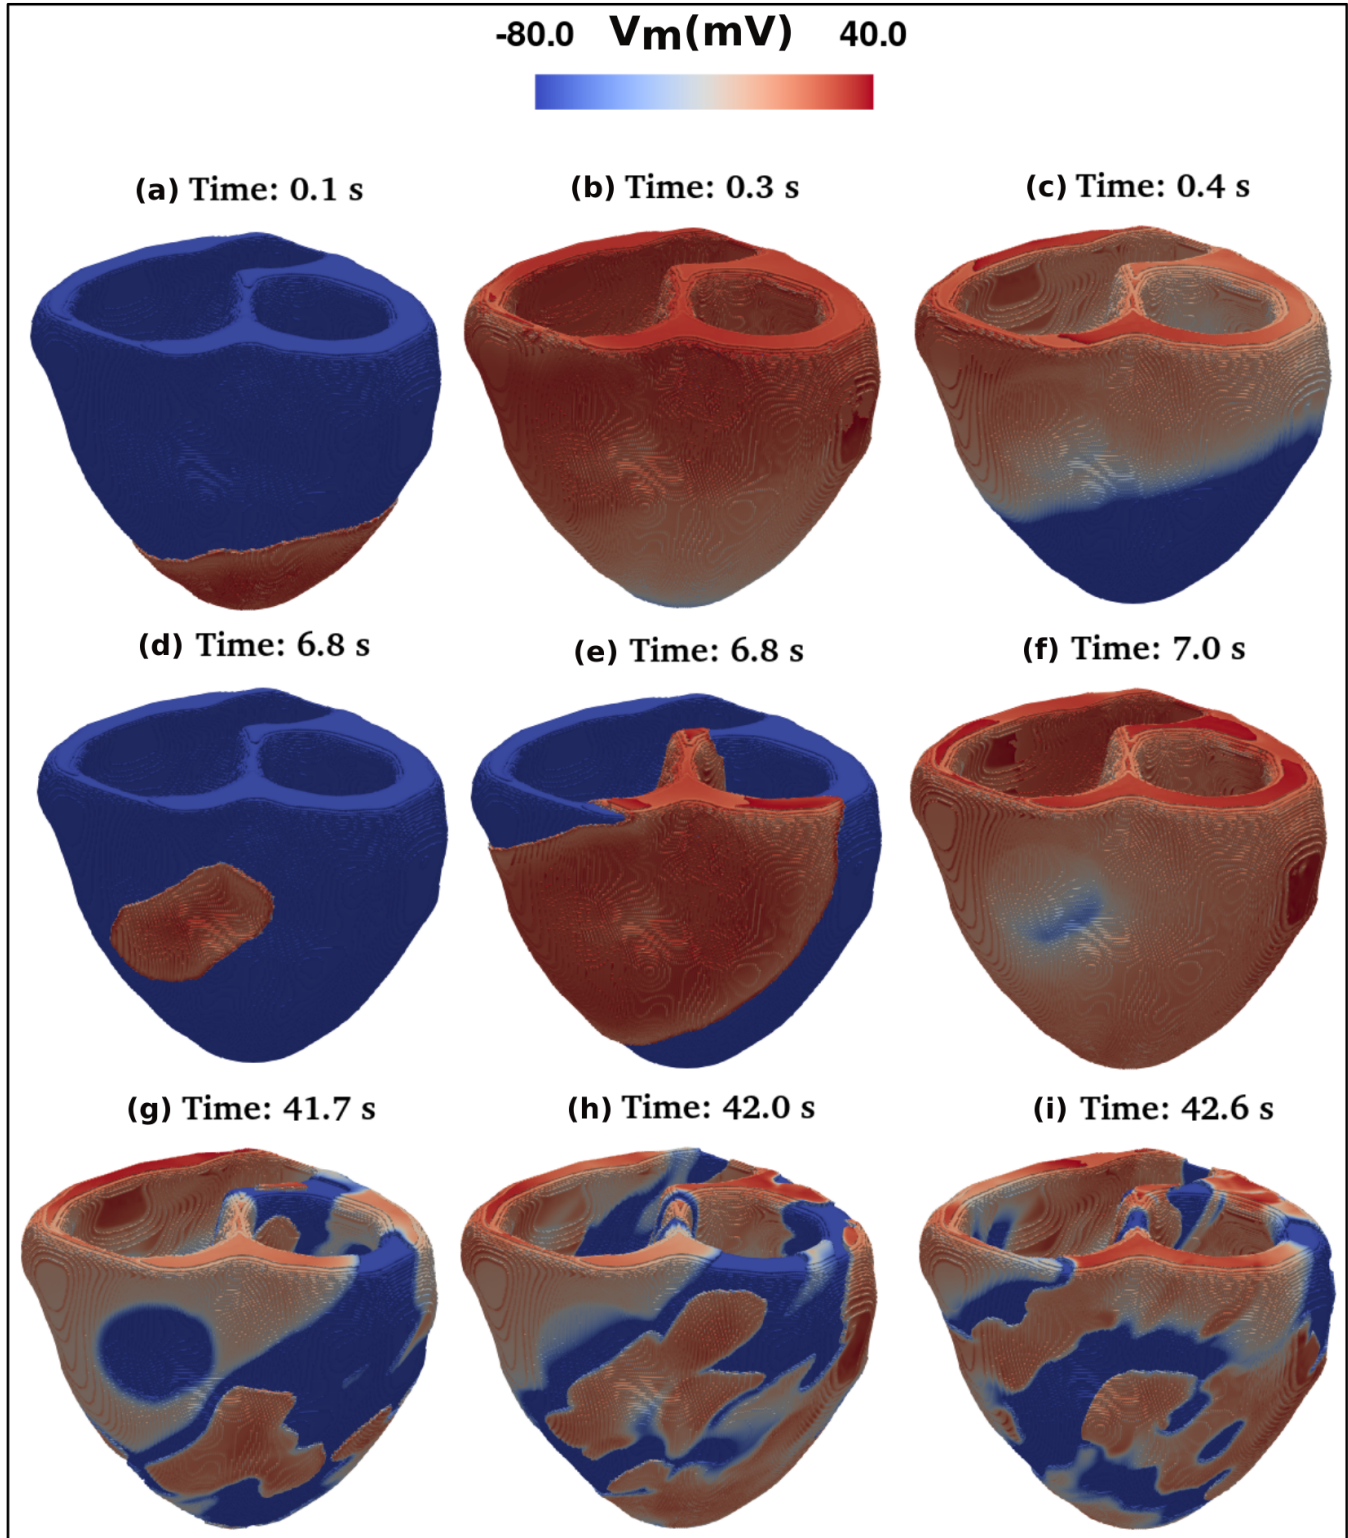 -80.0 Vm(mV) 40.0
(a) Time: 0.1 s
(b) Time: 0.3 s
(c) Time: 0.4 s
(d) Time: 6.8 s
(e) Time: 6.8 s
(f) Time: 7.0 s
(g) Time: 41.7 s
(h) Time: 42.0 s
(i) Time: 42.6 s